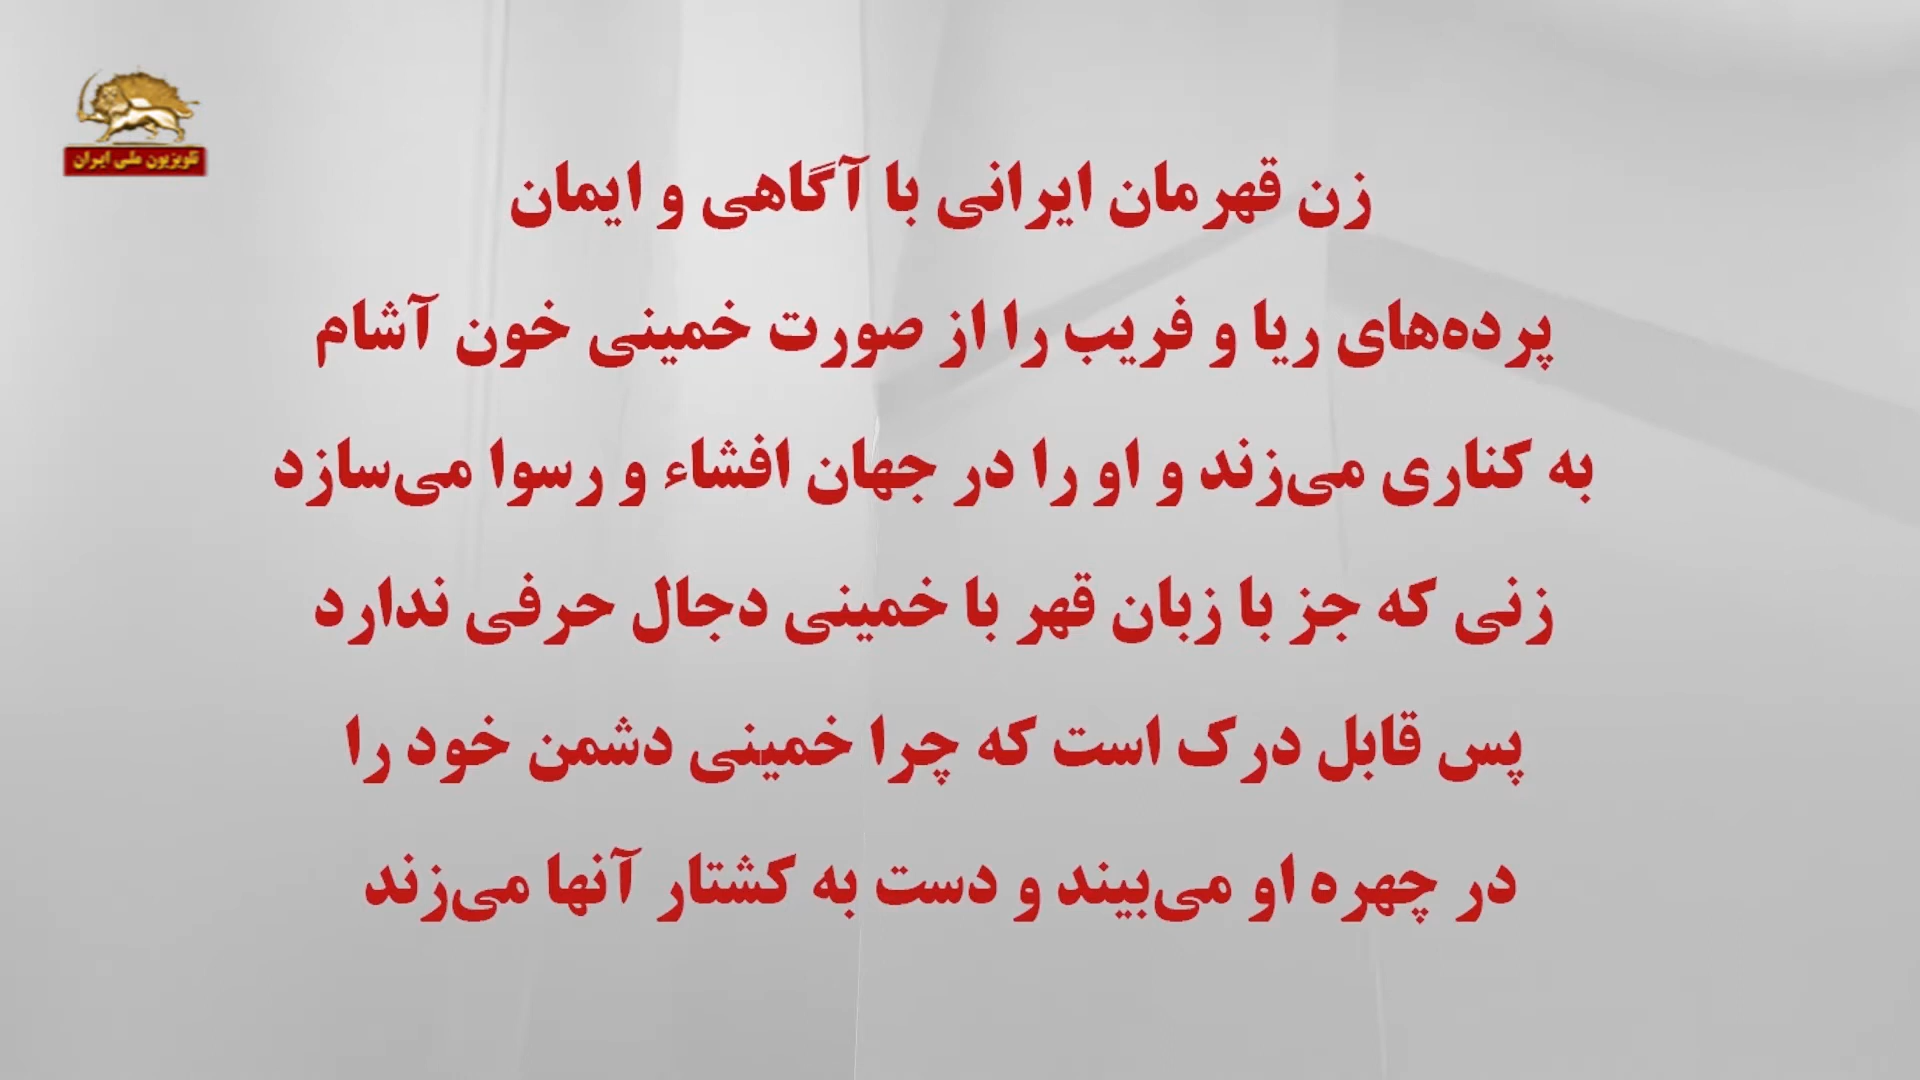 تلویزیون ملی ایران
زن قهرمان ایرانی با آگاهی و ایمان
پرده‌های ریا و فریب را از صورت خمینی خون آشام
به کناری می‌زند و او را در جهان افشاء و رسوا می‌سازد
زنی که جز با زبان قهر با خمینی دجال حرفی ندارد
پس قابل درک است که چرا خمینی دشمن خود را
در چهره او می‌بیند و دست به کشتار آنها می‌زند